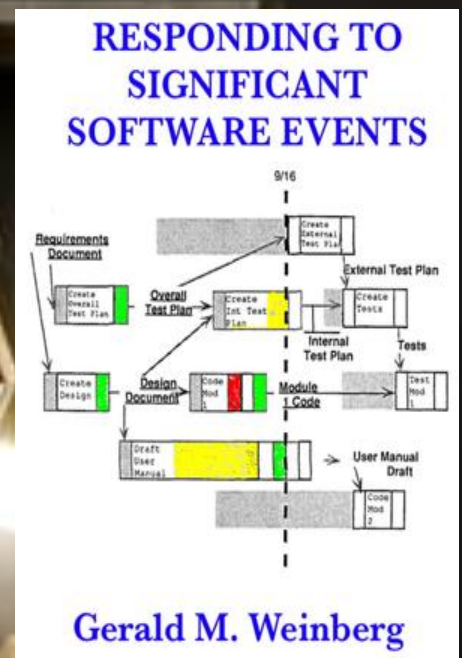 RESPONDING TO
SIGNIFICANT
SOFTWARE EVENTS
9/16
Create
External
Test Pla
Requirements
Document
External Test Plan
Create
Overall
Test Plan
Overall
Test Plan
Create
Int Test
Plan
Create
Tests
Internal
Test Plan
Tests
Create
Design
Design
Document
Code
Mod
1
Module
1 Code
Test
Mod
1
Draft
User
Manual
User Manual
Draft
Code
Mod
2
Gerald M. Weinberg